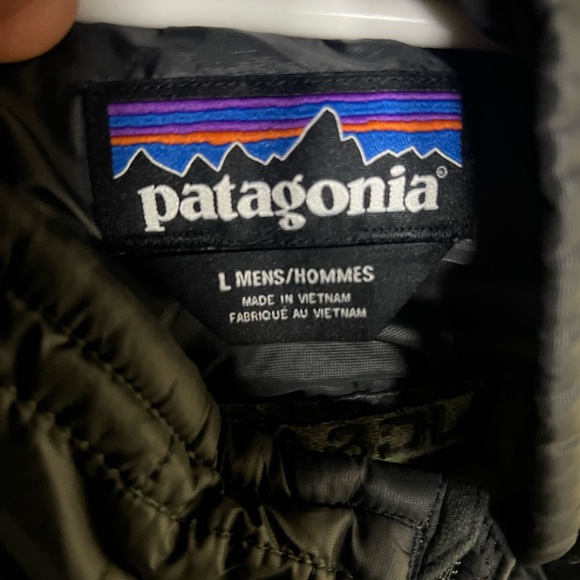 patagonia®
L MENS/HOMMES
MADE IN VIETNAM
FABRIQUÉ AU VIETNAM